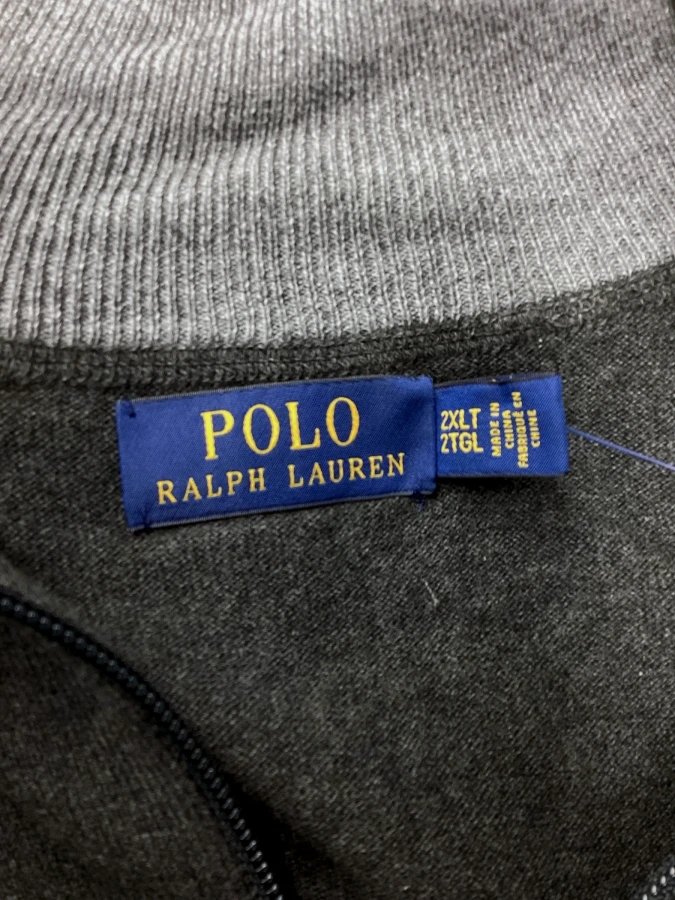 POLO
RALPH LAUREN
2XLT
2TGL
MADE IN
CHINA
FABRIQUÉ EN
CHINE